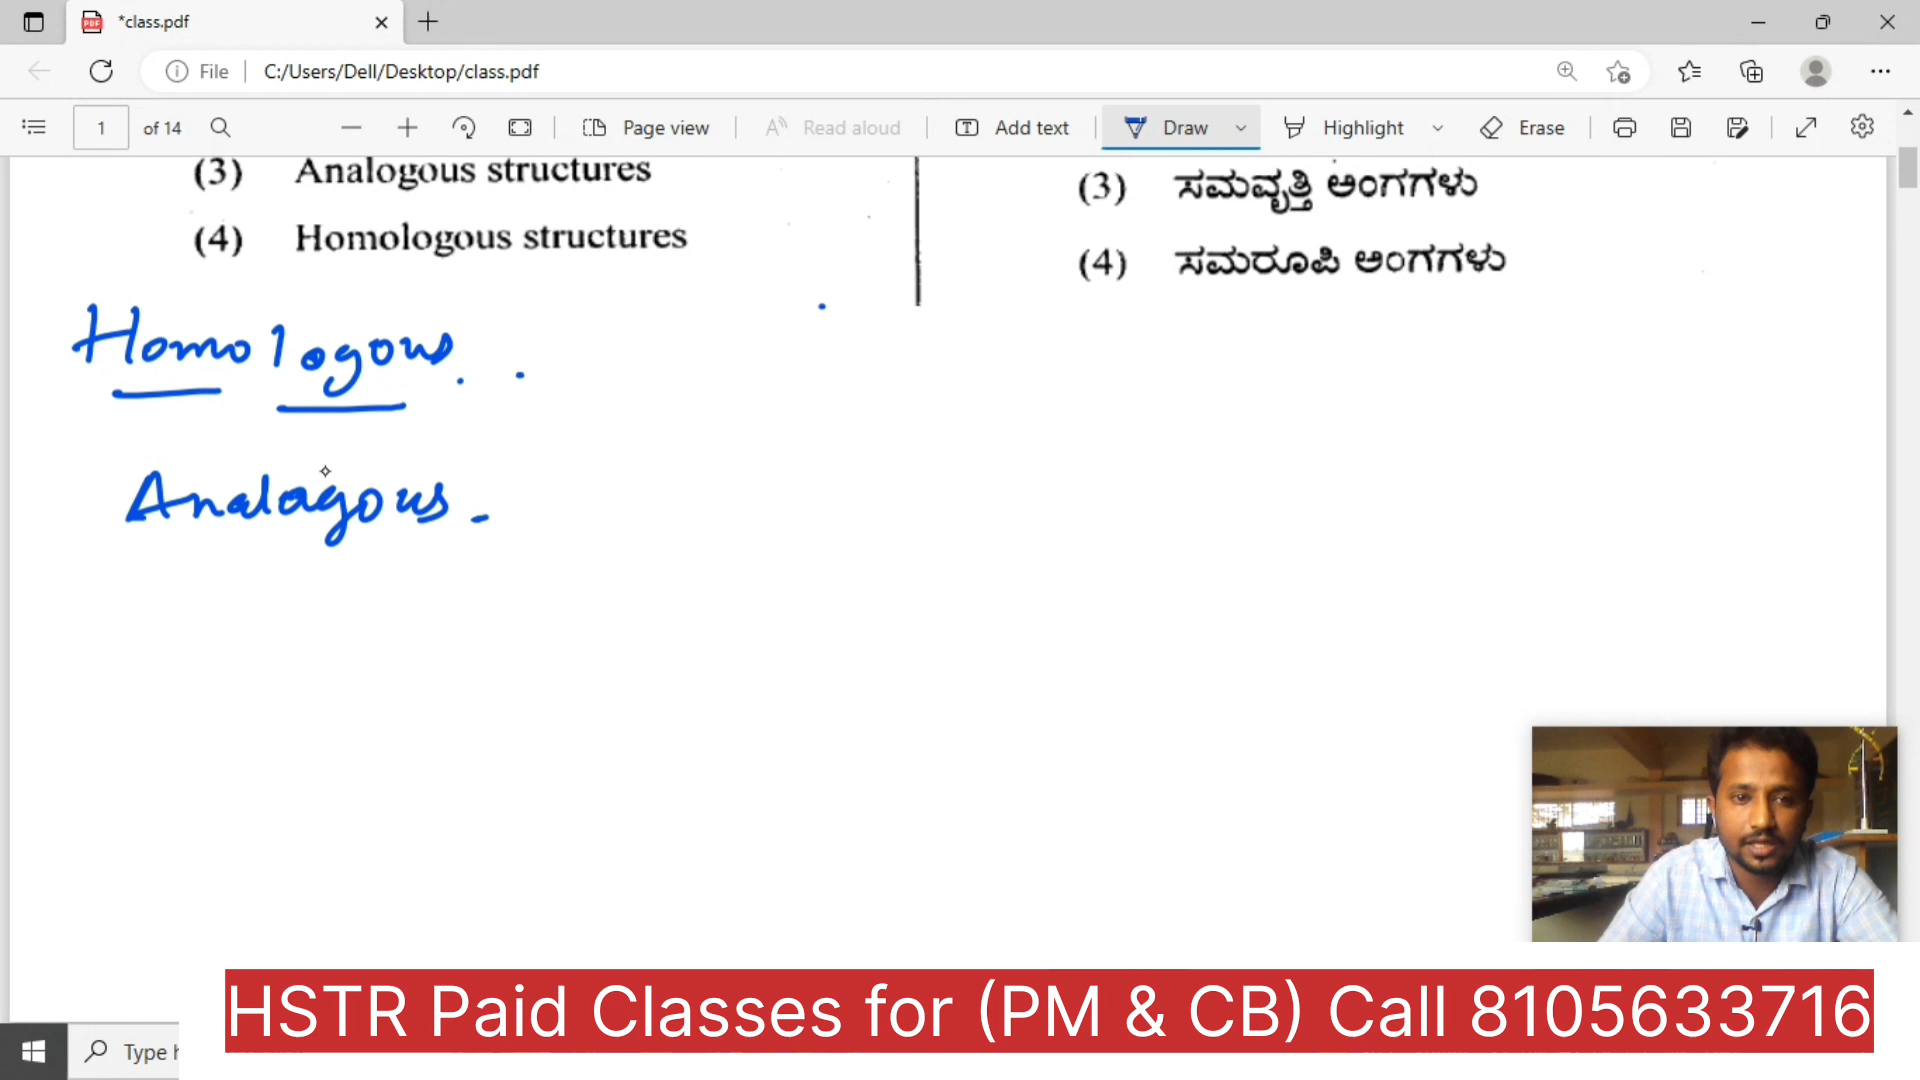 *class.pdf
File C:/Users/Dell/Desktop/class.pdf
1 of 14 Page view Read aloud Add text Draw Highlight Erase
(3) Analogous structures
(4) Homologous structures
(3) ಸಮವೃತ್ತಿ ಅಂಗಗಳು
(4) ಸಮರೂಪಿ ಅಂಗಗಳು
Homologous
Analagous
HSTR Paid Classes for (PM & CB) Call 8105633716
Type